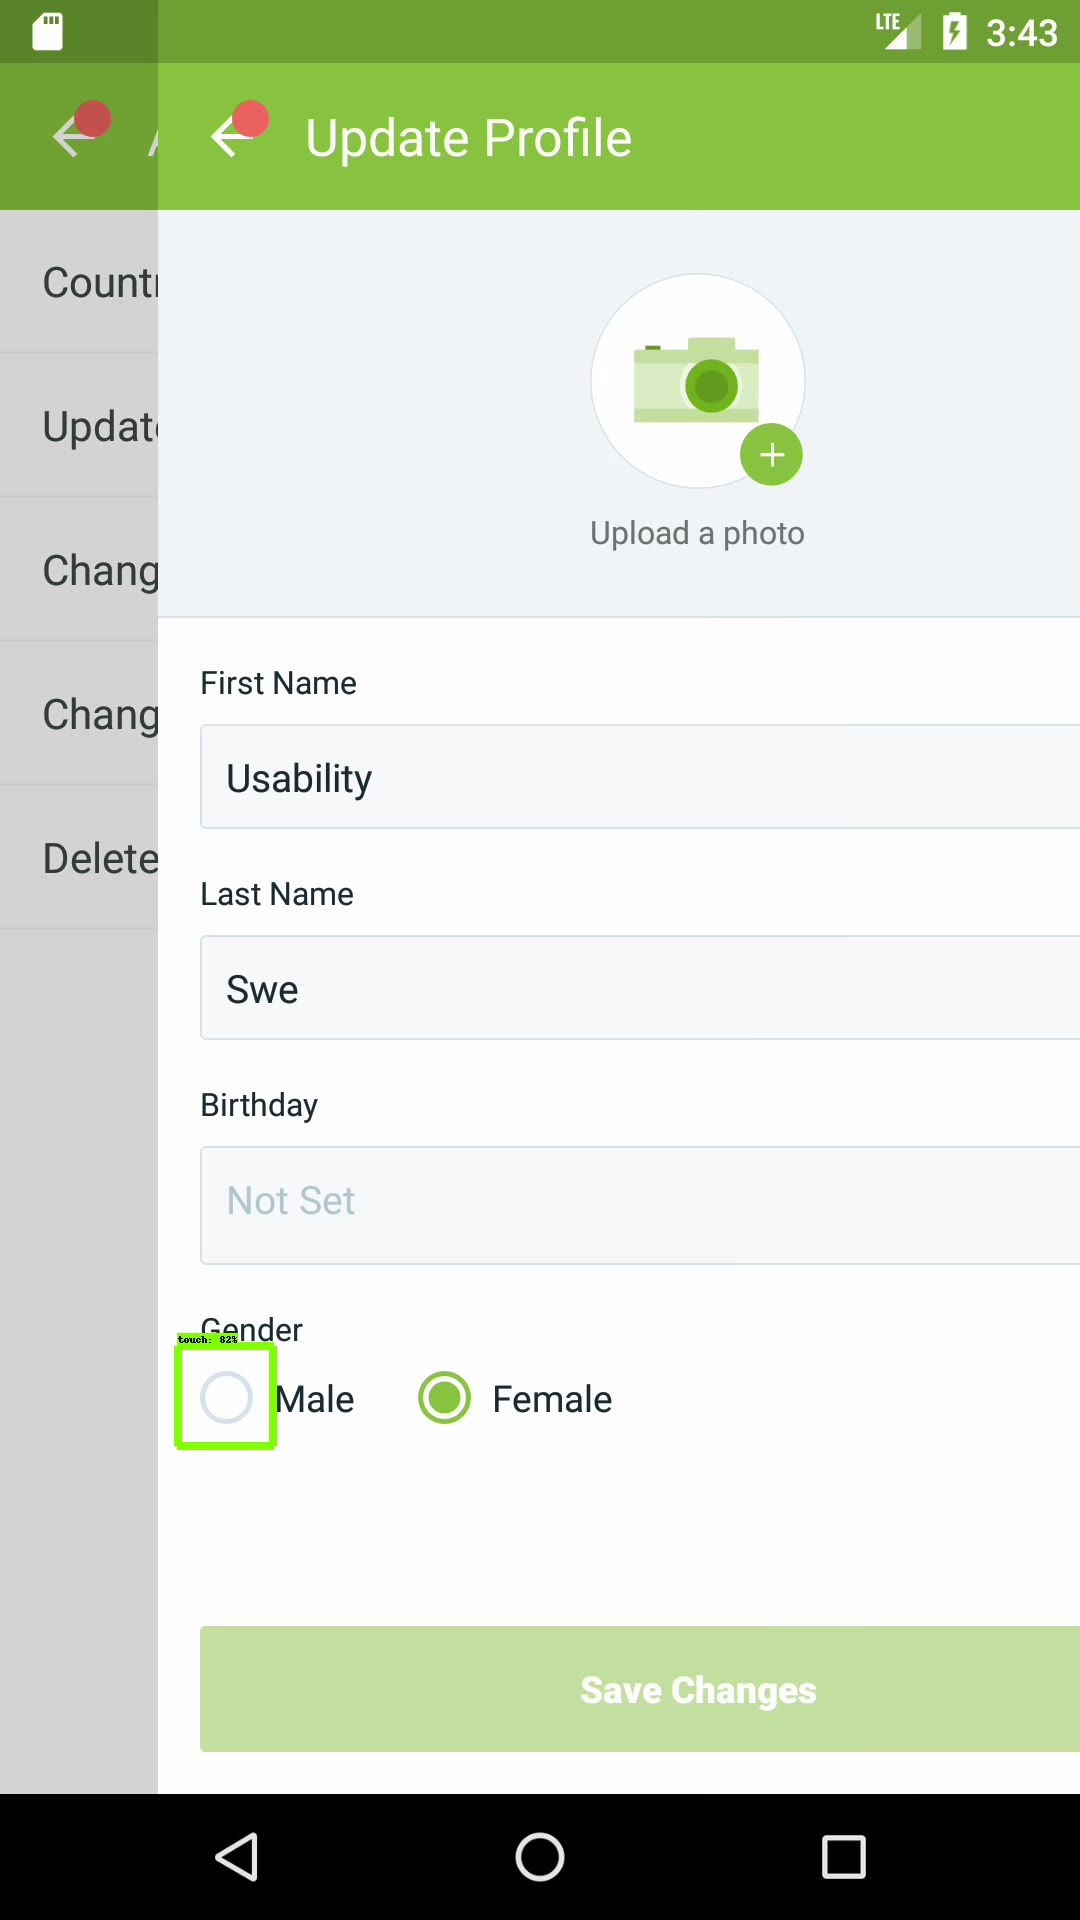 LTE 3:43
Update Profile
Countr
Update
Chang
Chang
Delete
Upload a photo
First Name
Usability
Last Name
Swe
Birthday
Not Set
Gender
touch: 82%
Male
Female
Save Changes